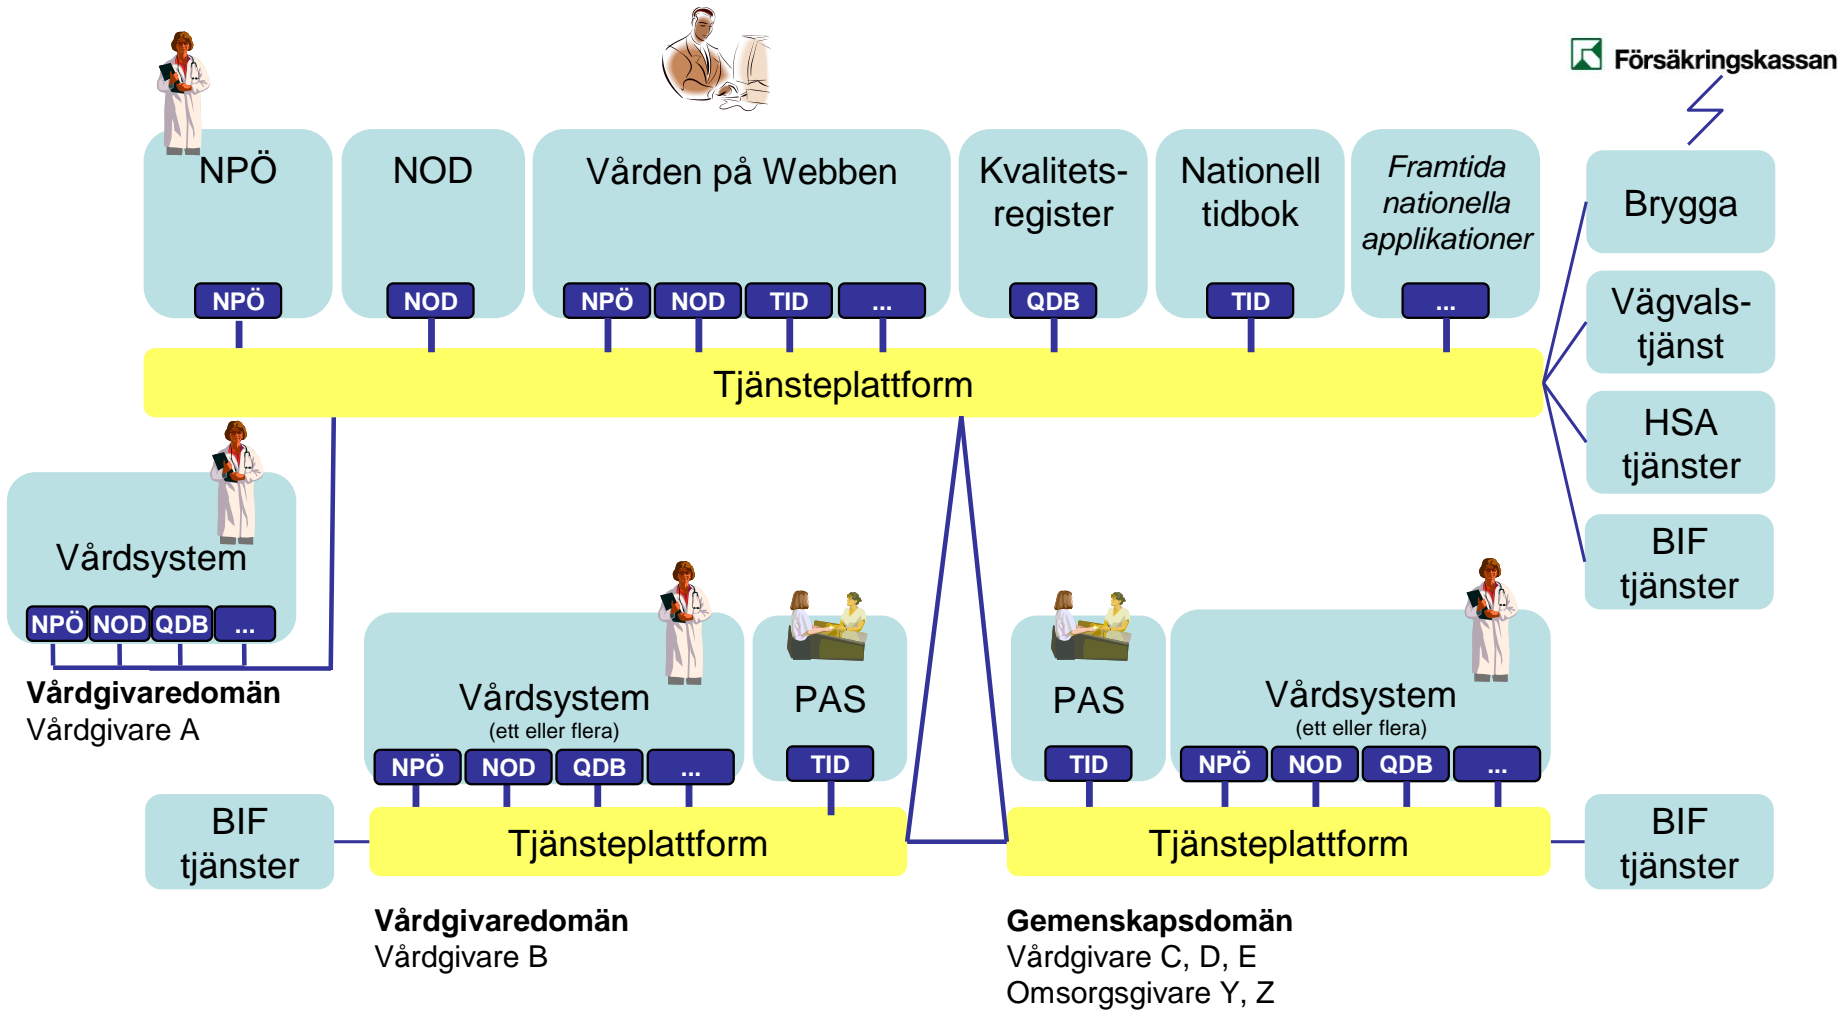 Försäkringskassan
NPÖ
NOD
Vården på Webben
Kvalitets-
register
Nationell
tidbok
Framtida
nationella
applikationer
NPÖ
NOD
NPÖ
NOD
TID
...
QDB
TID
...
Brygga
Vägvals-
tjänst
HSA
tjänster
BIF
tjänster
Tjänsteplattform
Vårdsystem
NPÖ
NOD
QDB
...
Vårdgivaredomän
Vårdgivare A
Vårdsystem
(ett eller flera)
NPÖ
NOD
QDB
...
PAS
TID
PAS
TID
Vårdsystem
(ett eller flera)
NPÖ
NOD
QDB
...
BIF
tjänster
Tjänsteplattform
Tjänsteplattform
BIF
tjänster
Vårdgivaredomän
Vårdgivare B
Gemenskapsdomän
Vårdgivare C, D, E
Omsorgsgivare Y, Z